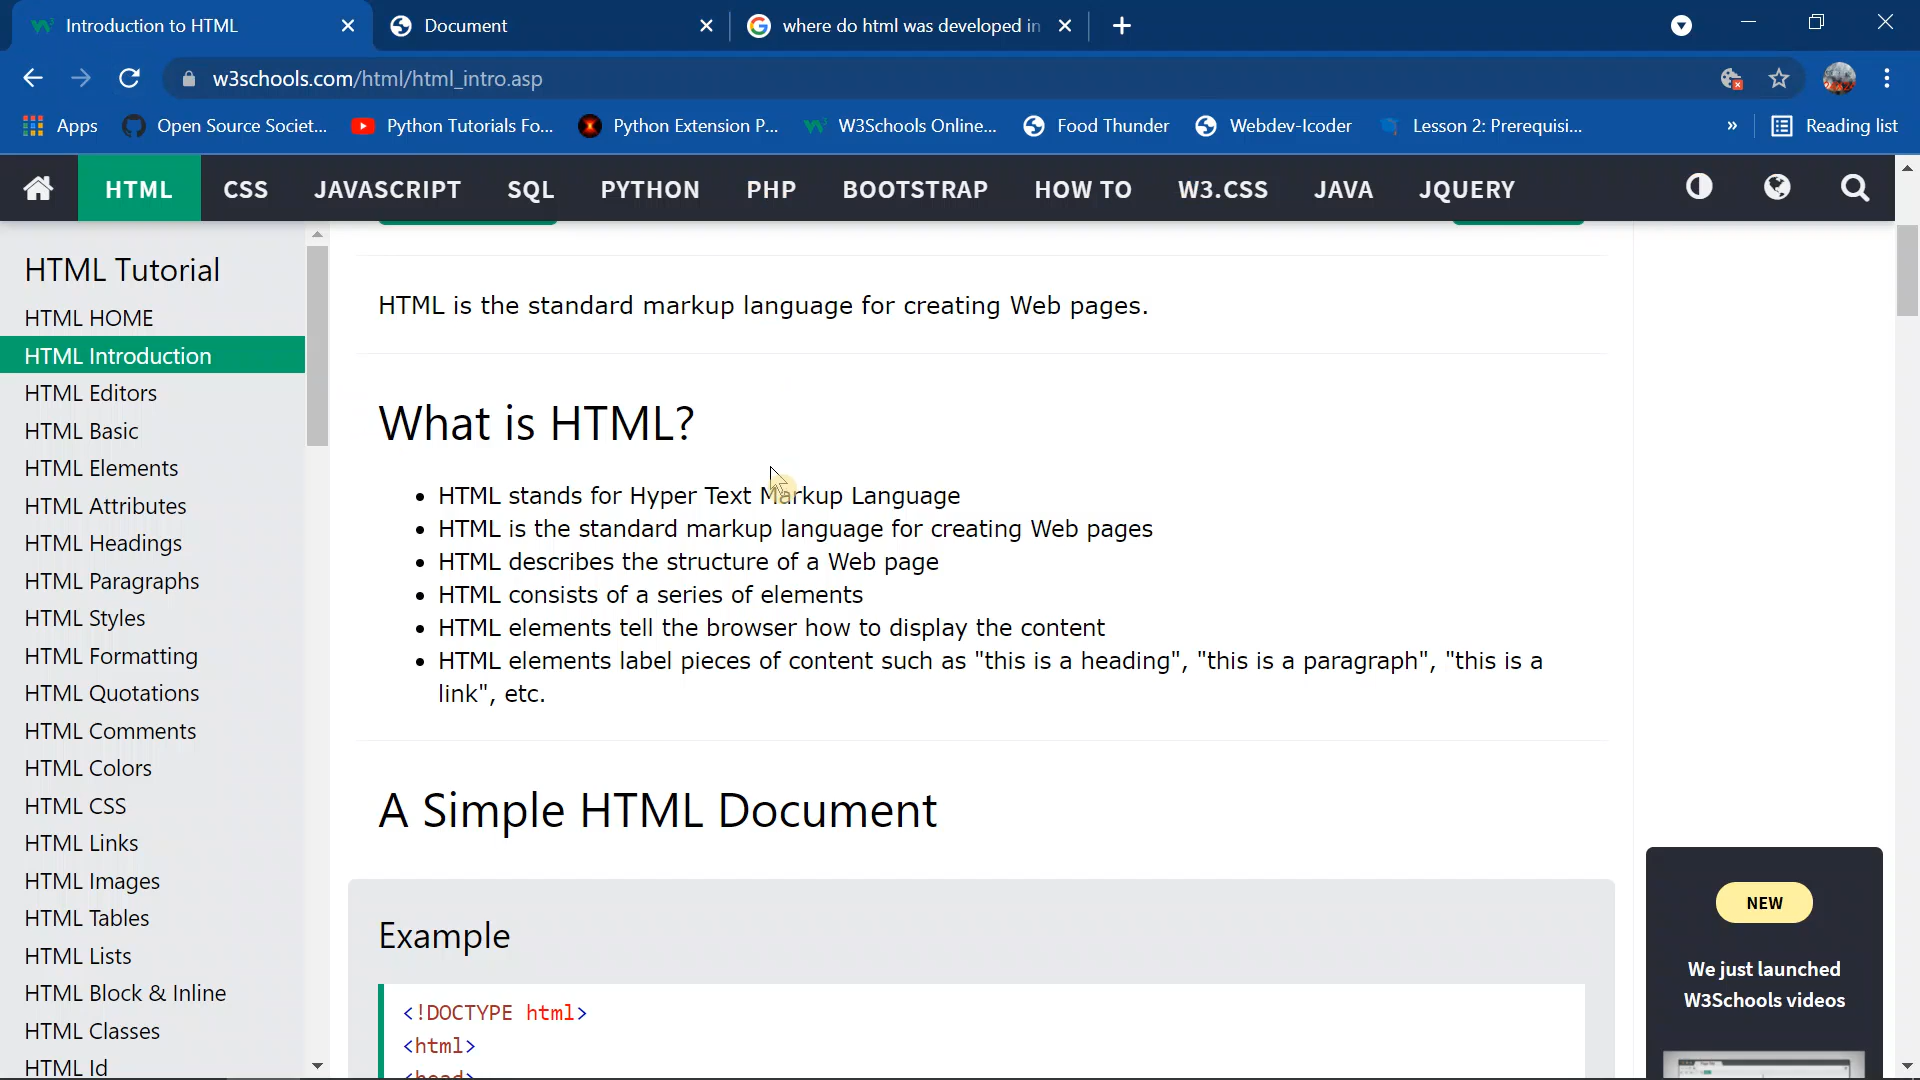 Introduction to HTML
Document
where do html was developed in
w3schools.com/html/html_intro.asp
Apps
Open Source Societ...
Python Tutorials Fo...
Python Extension P...
W3Schools Online...
Food Thunder
Webdev-Icoder
Lesson 2: Prerequisi...
»
Reading list
HTML
CSS
JAVASCRIPT
SQL
PYTHON
PHP
BOOTSTRAP
HOW TO
W3.CSS
JAVA
JQUERY
HTML Tutorial
HTML HOME
HTML Introduction
HTML Editors
HTML Basic
HTML Elements
HTML Attributes
HTML Headings
HTML Paragraphs
HTML Styles
HTML Formatting
HTML Quotations
HTML Comments
HTML Colors
HTML CSS
HTML Links
HTML Images
HTML Tables
HTML Lists
HTML Block & Inline
HTML Classes
HTML Id
HTML is the standard markup language for creating Web pages.
What is HTML?
• HTML stands for Hyper Text Markup Language
• HTML is the standard markup language for creating Web pages
• HTML describes the structure of a Web page
• HTML consists of a series of elements
• HTML elements tell the browser how to display the content
• HTML elements label pieces of content such as "this is a heading", "this is a paragraph", "this is a
link", etc.
A Simple HTML Document
Example
<!DOCTYPE html>
<html>
<head>
NEW
We just launched
W3Schools videos